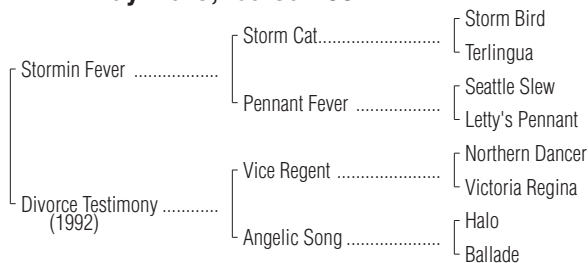 Storm Bird
Storm Cat..............................
Terlingua
Stormin Fever ....................
Seattle Slew
Pennant Fever ....................
Letty's Pennant
Northern Dancer
Vice Regent .........................
Victoria Regina
Divorce Testimony .............
(1992)
Halo
Angelic Song .......................
Ballade